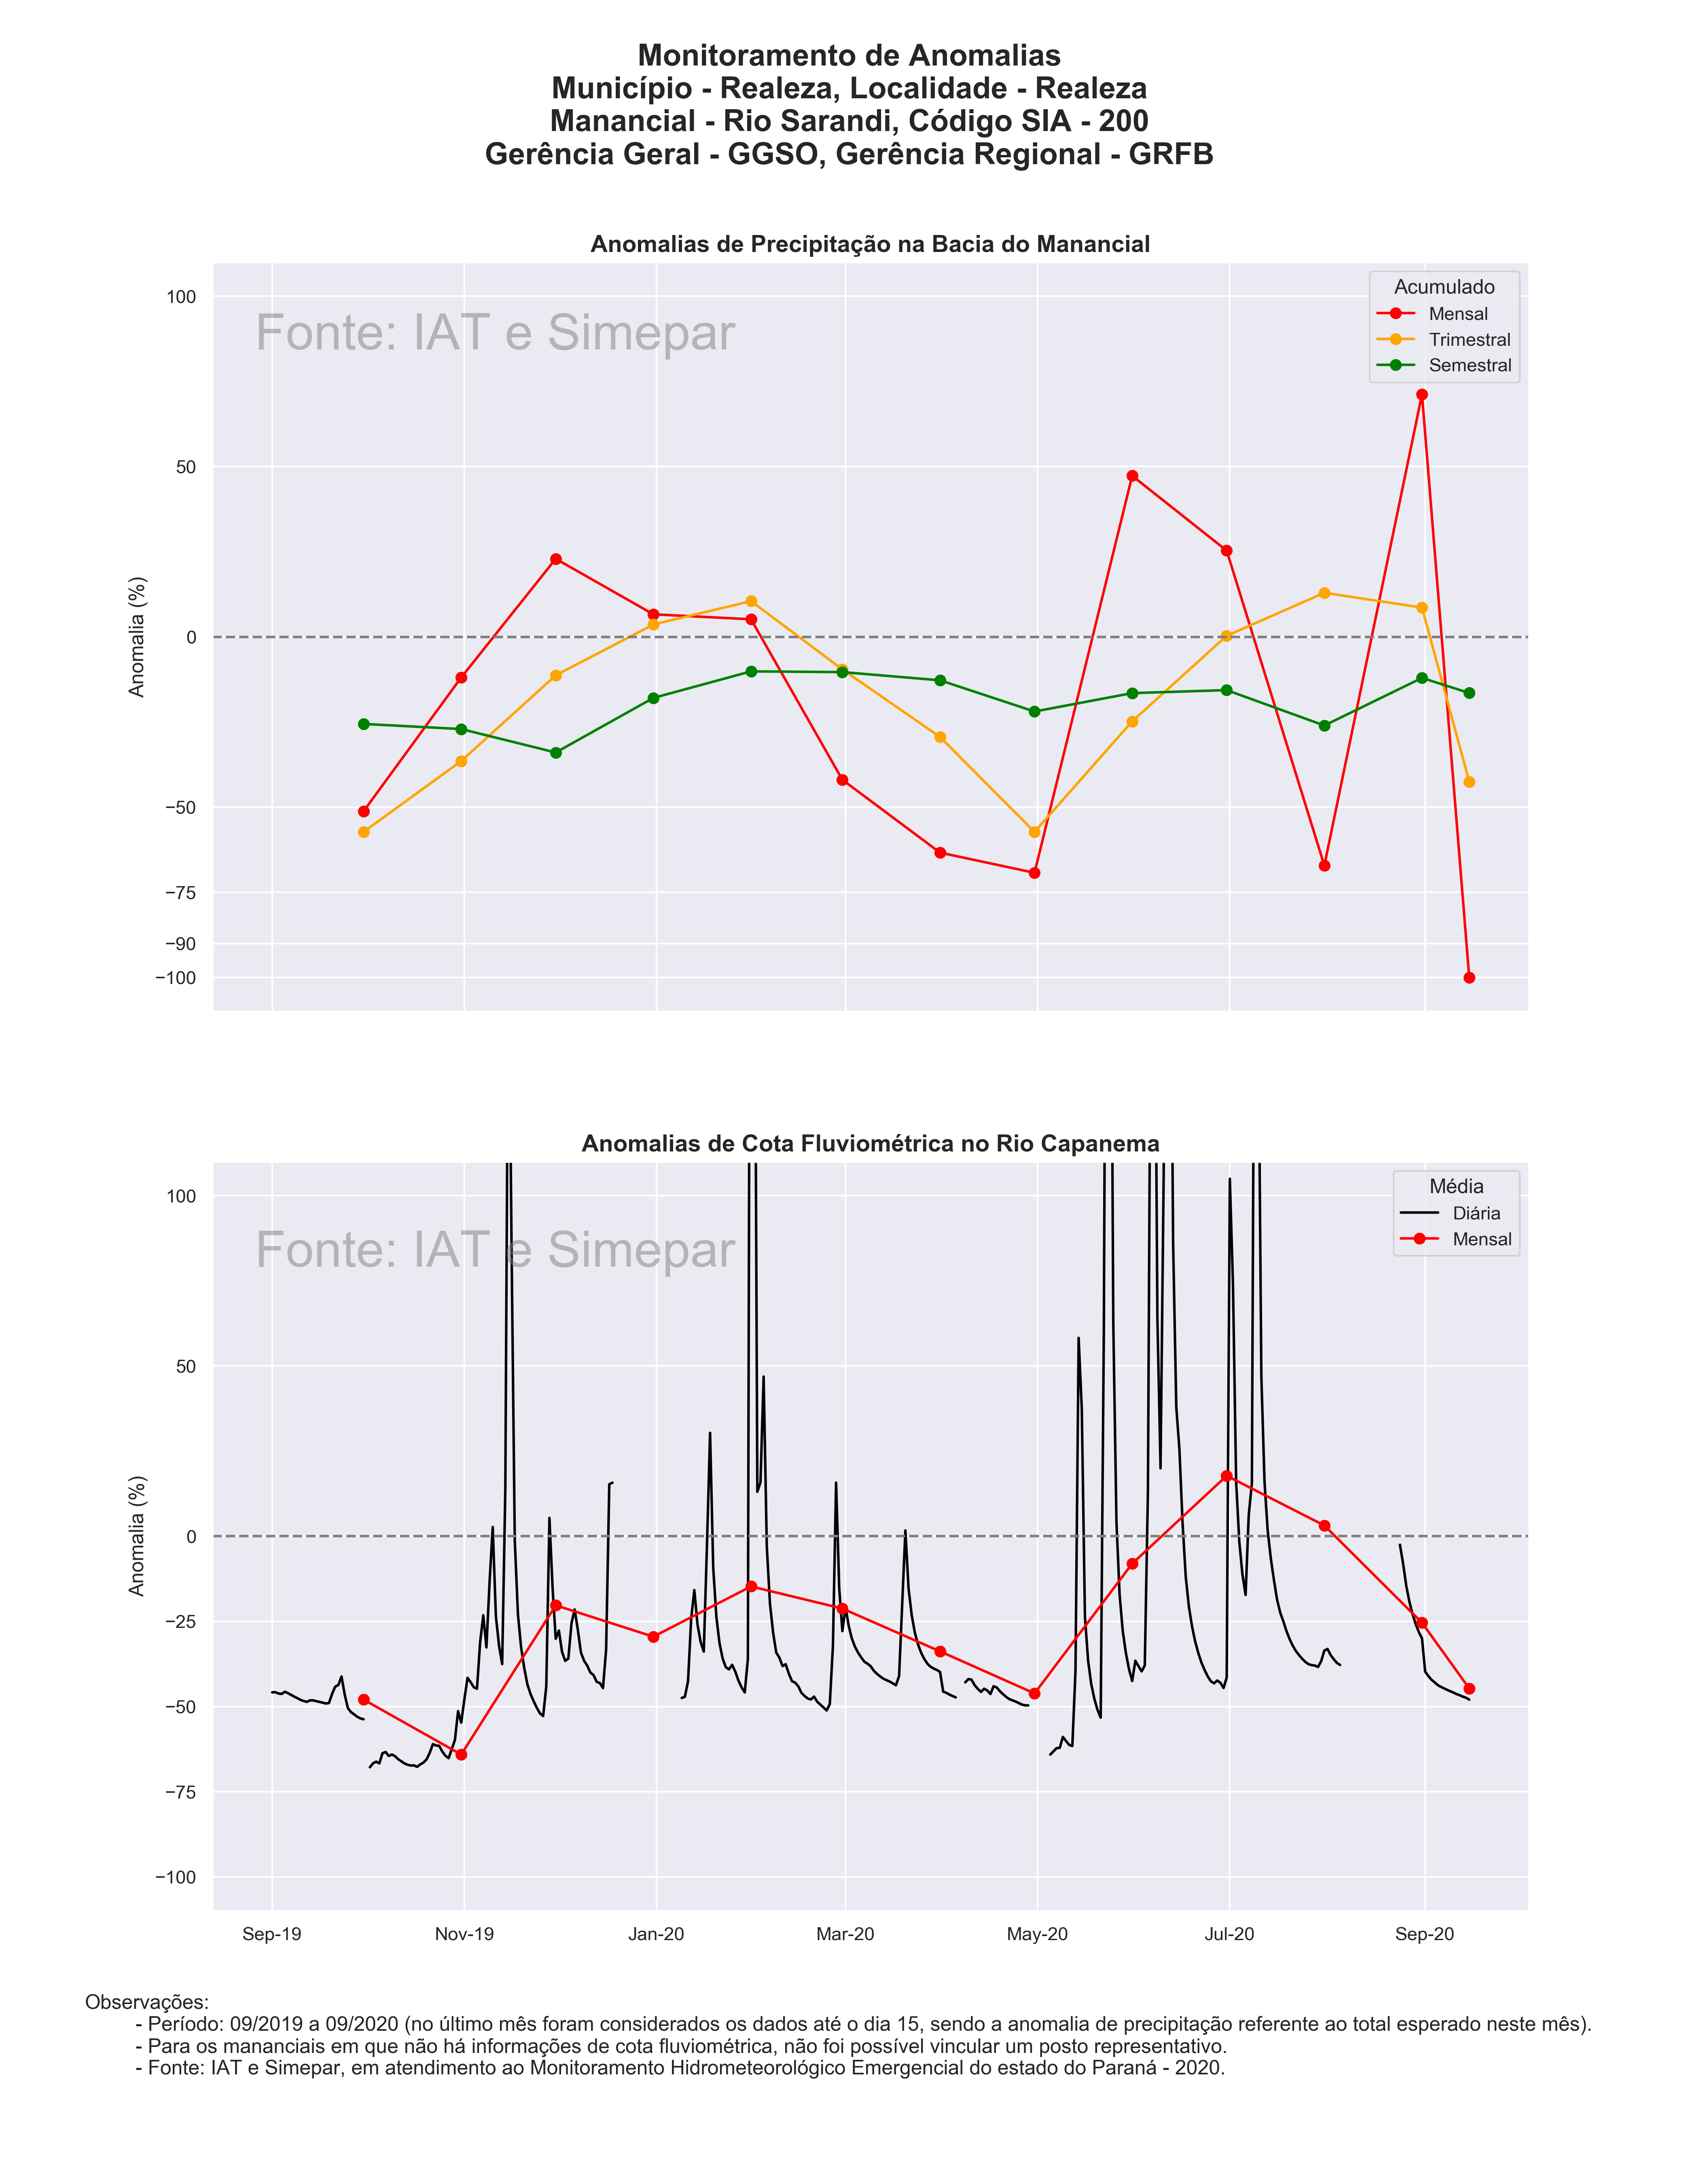 Monitoramento de Anomalias
Município - Realeza, Localidade - Realeza
Manancial - Rio Sarandi, Código SIA - 200
Gerência Geral - GGSO, Gerência Regional - GRFB
Anomalias de Precipitação na Bacia do Manancial
Fonte: IAT e Simepar
Acumulado
Mensal
Trimestral
Semestral
Anomalia (%)
100
50
0
−50
−75
−90
−100
Anomalias de Cota Fluviométrica no Rio Capanema
Fonte: IAT e Simepar
Média
Diária
Mensal
Anomalia (%)
100
50
0
−25
−50
−75
−100
Sep-19 Nov-19 Jan-20 Mar-20 May-20 Jul-20 Sep-20
Observações:
- Período: 09/2019 a 09/2020 (no último mês foram considerados os dados até o dia 15, sendo a anomalia de precipitação referente ao total esperado neste mês).
- Para os mananciais em que não há informações de cota fluviométrica, não foi possível vincular um posto representativo.
- Fonte: IAT e Simepar, em atendimento ao Monitoramento Hidrometeorológico Emergencial do estado do Paraná - 2020.